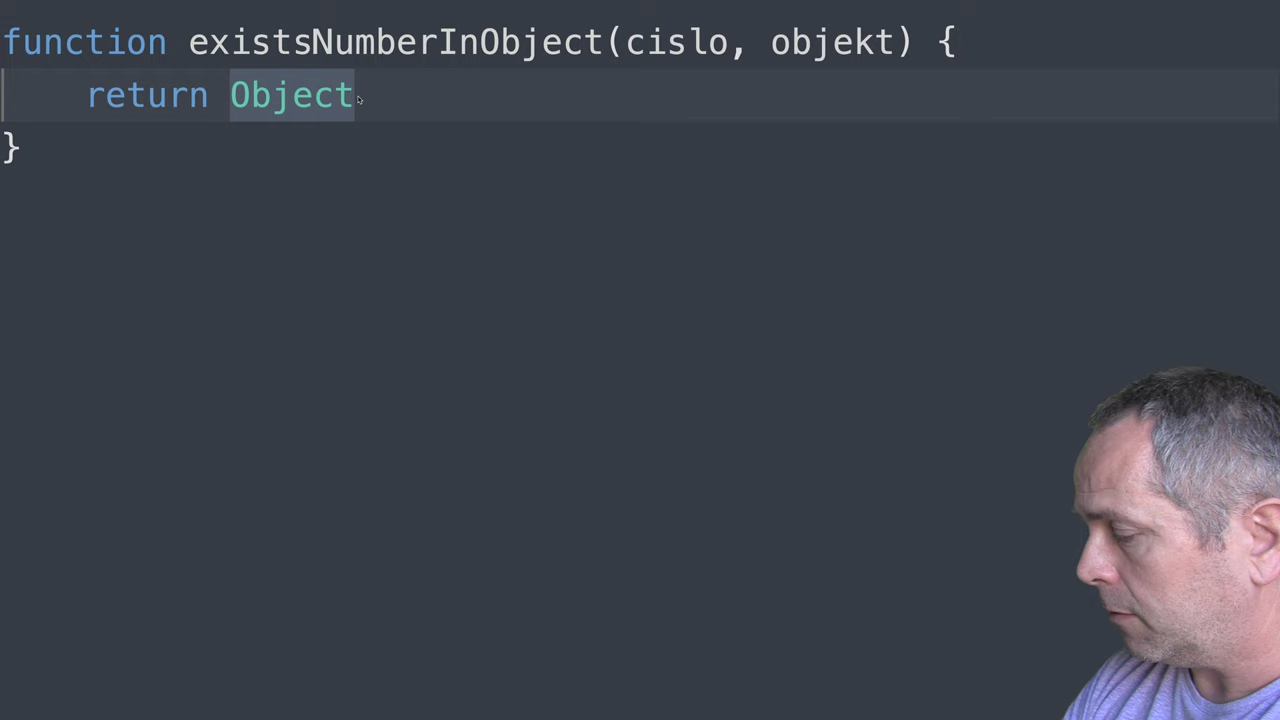 function existsNumberInObject(cislo, objekt) {
    return Object
}